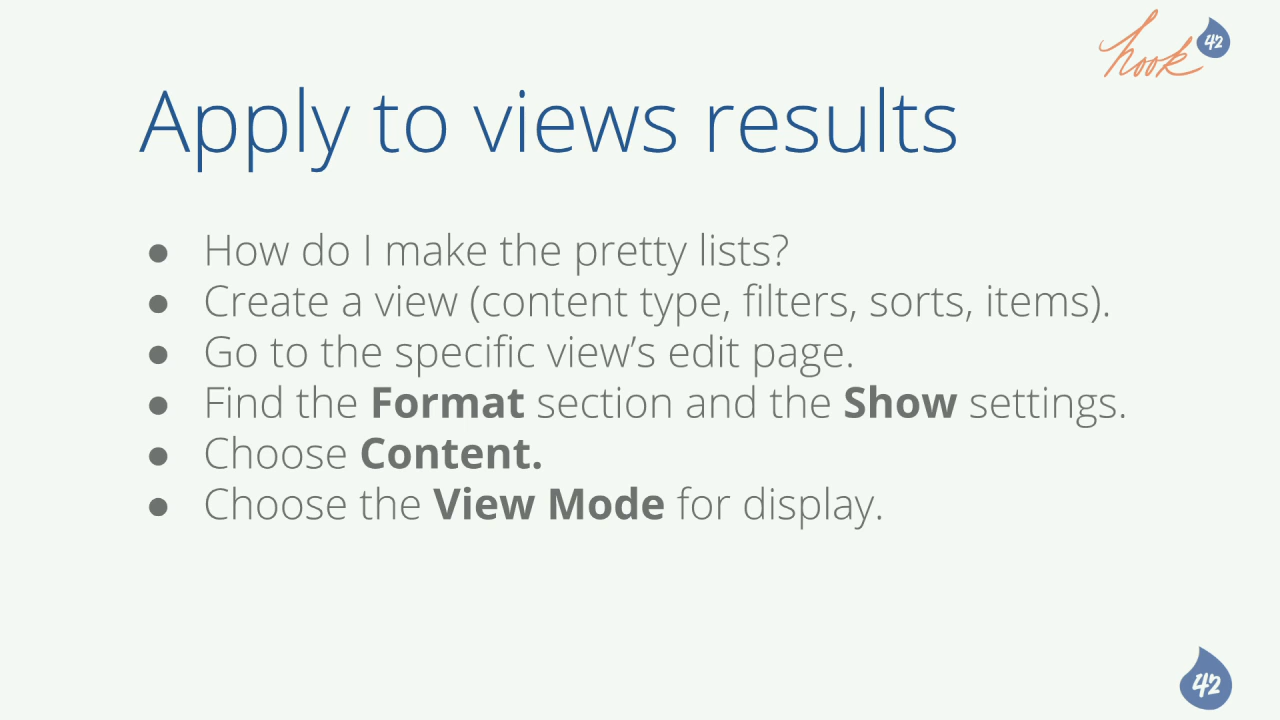 hook 42
Apply to views results
● How do I make the pretty lists?
● Create a view (content type, filters, sorts, items).
● Go to the specific view’s edit page.
● Find the Format section and the Show settings.
● Choose Content.
● Choose the View Mode for display.
42